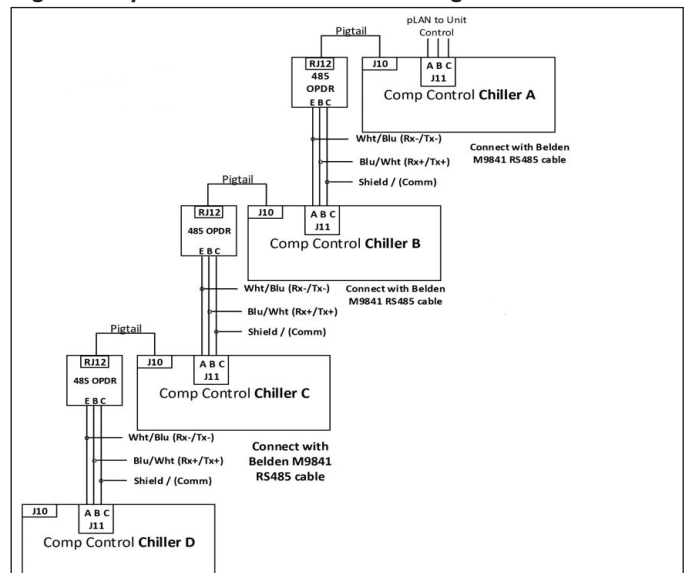 pLAN to Unit
Control
Pigtail
RJ12
485
OPDR
E B C
J10
A B C
J11
Comp Control Chiller A
Wht/Blu (Rx-/Tx-)
Blu/Wht (Rx+/Tx+)
Shield / (Comm)
Connect with Belden
M9841 RS485 cable
Pigtail
RJ12
485 OPDR
E B C
J10
A B C
J11
Comp Control Chiller B
Wht/Blu (Rx-/Tx-)
Blu/Wht (Rx+/Tx+)
Shield / (Comm)
Connect with Belden
M9841 RS485 cable
Pigtail
RJ12
485 OPDR
E B C
J10
A B C
J11
Comp Control Chiller C
Wht/Blu (Rx-/Tx-)
Blu/Wht (Rx+/Tx+)
Shield / (Comm)
Connect with
Belden M9841
RS485 cable
J10
A B C
J11
Comp Control Chiller D